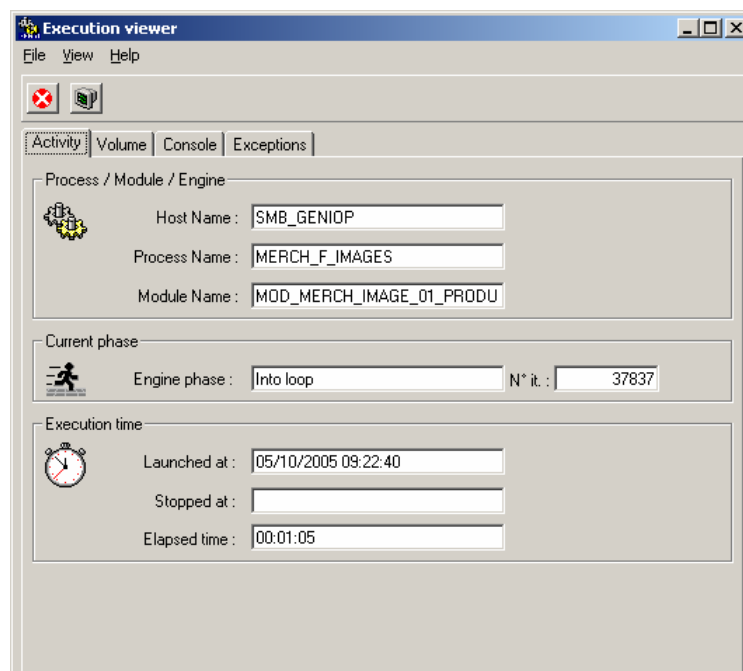 Execution viewer
File View Help
Activity Volume Console Exceptions
Process / Module / Engine
Host Name : SMB_GENIOP
Process Name : MERCH_F_IMAGES
Module Name : MOD_MERCH_IMAGE_01_PRODU
Current phase
Engine phase : Into loop N° it. : 37837
Execution time
Launched at : 05/10/2005 09:22:40
Stopped at :
Elapsed time : 00:01:05